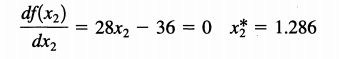 df(x₂)/dx₂ = 28x₂ − 36 = 0   x₂* = 1.286